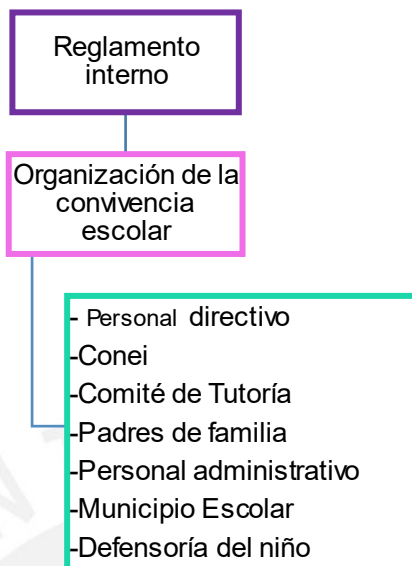 Reglamento
interno
Organización de la
convivencia
escolar
- Personal directivo
-Conei
-Comité de Tutoría
-Padres de familia
-Personal administrativo
-Municipio Escolar
-Defensoría del niño